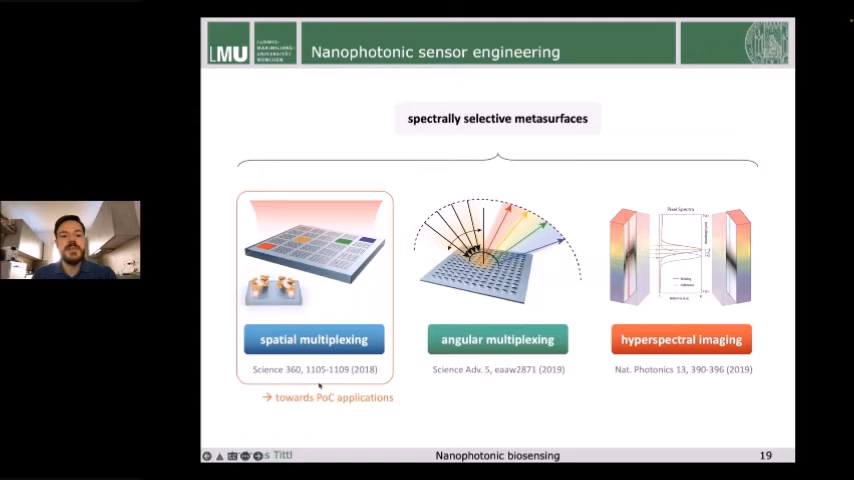 LMU
LUDWIG-
MAXIMILIANS-
UNIVERSITÄT
MÜNCHEN
Nanophotonic sensor engineering
spectrally selective metasurfaces
Pixel Spectra
spatial multiplexing
angular multiplexing
hyperspectral imaging
Science 360, 1105-1109 (2018)
Science Adv. 5, eaaw2871 (2019)
Nat. Photonics 13, 390-396 (2019)
→ towards PoC applications
s Tittl
Nanophotonic biosensing
19